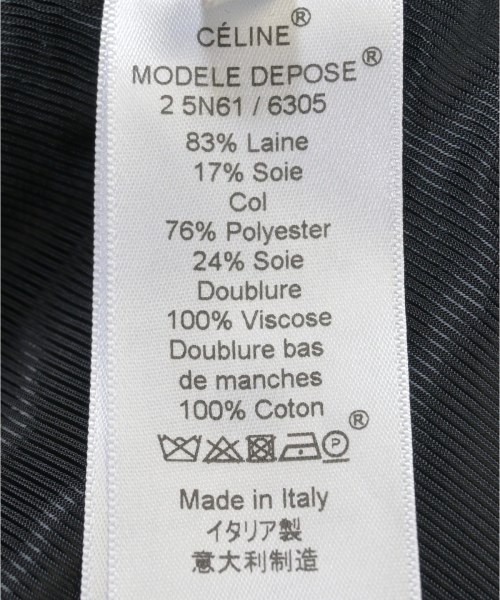 CÉLINE®
MODELE DEPOSE®
2 5N61 / 6305
83% Laine
17% Soie
Col
76% Polyester
24% Soie
Doublure
100% Viscose
Doublure bas
de manches
100% Coton
P ®
Made in Italy
イタリア製
意大利制造